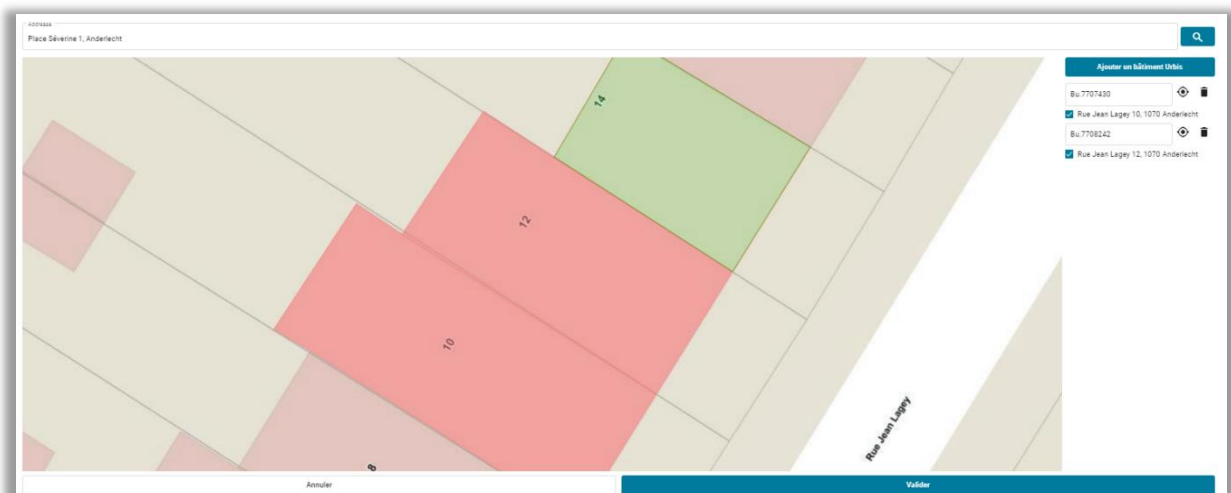 Addresse
Place Séverine 1, Anderlecht
Ajouter un bâtiment Urbis
Bu.7707430
Rue Jean Lagey 10, 1070 Anderlecht
Bu.7708242
Rue Jean Lagey 12, 1070 Anderlecht
14
12
10
8
Rue Jean Lagey
Annuler
Valider